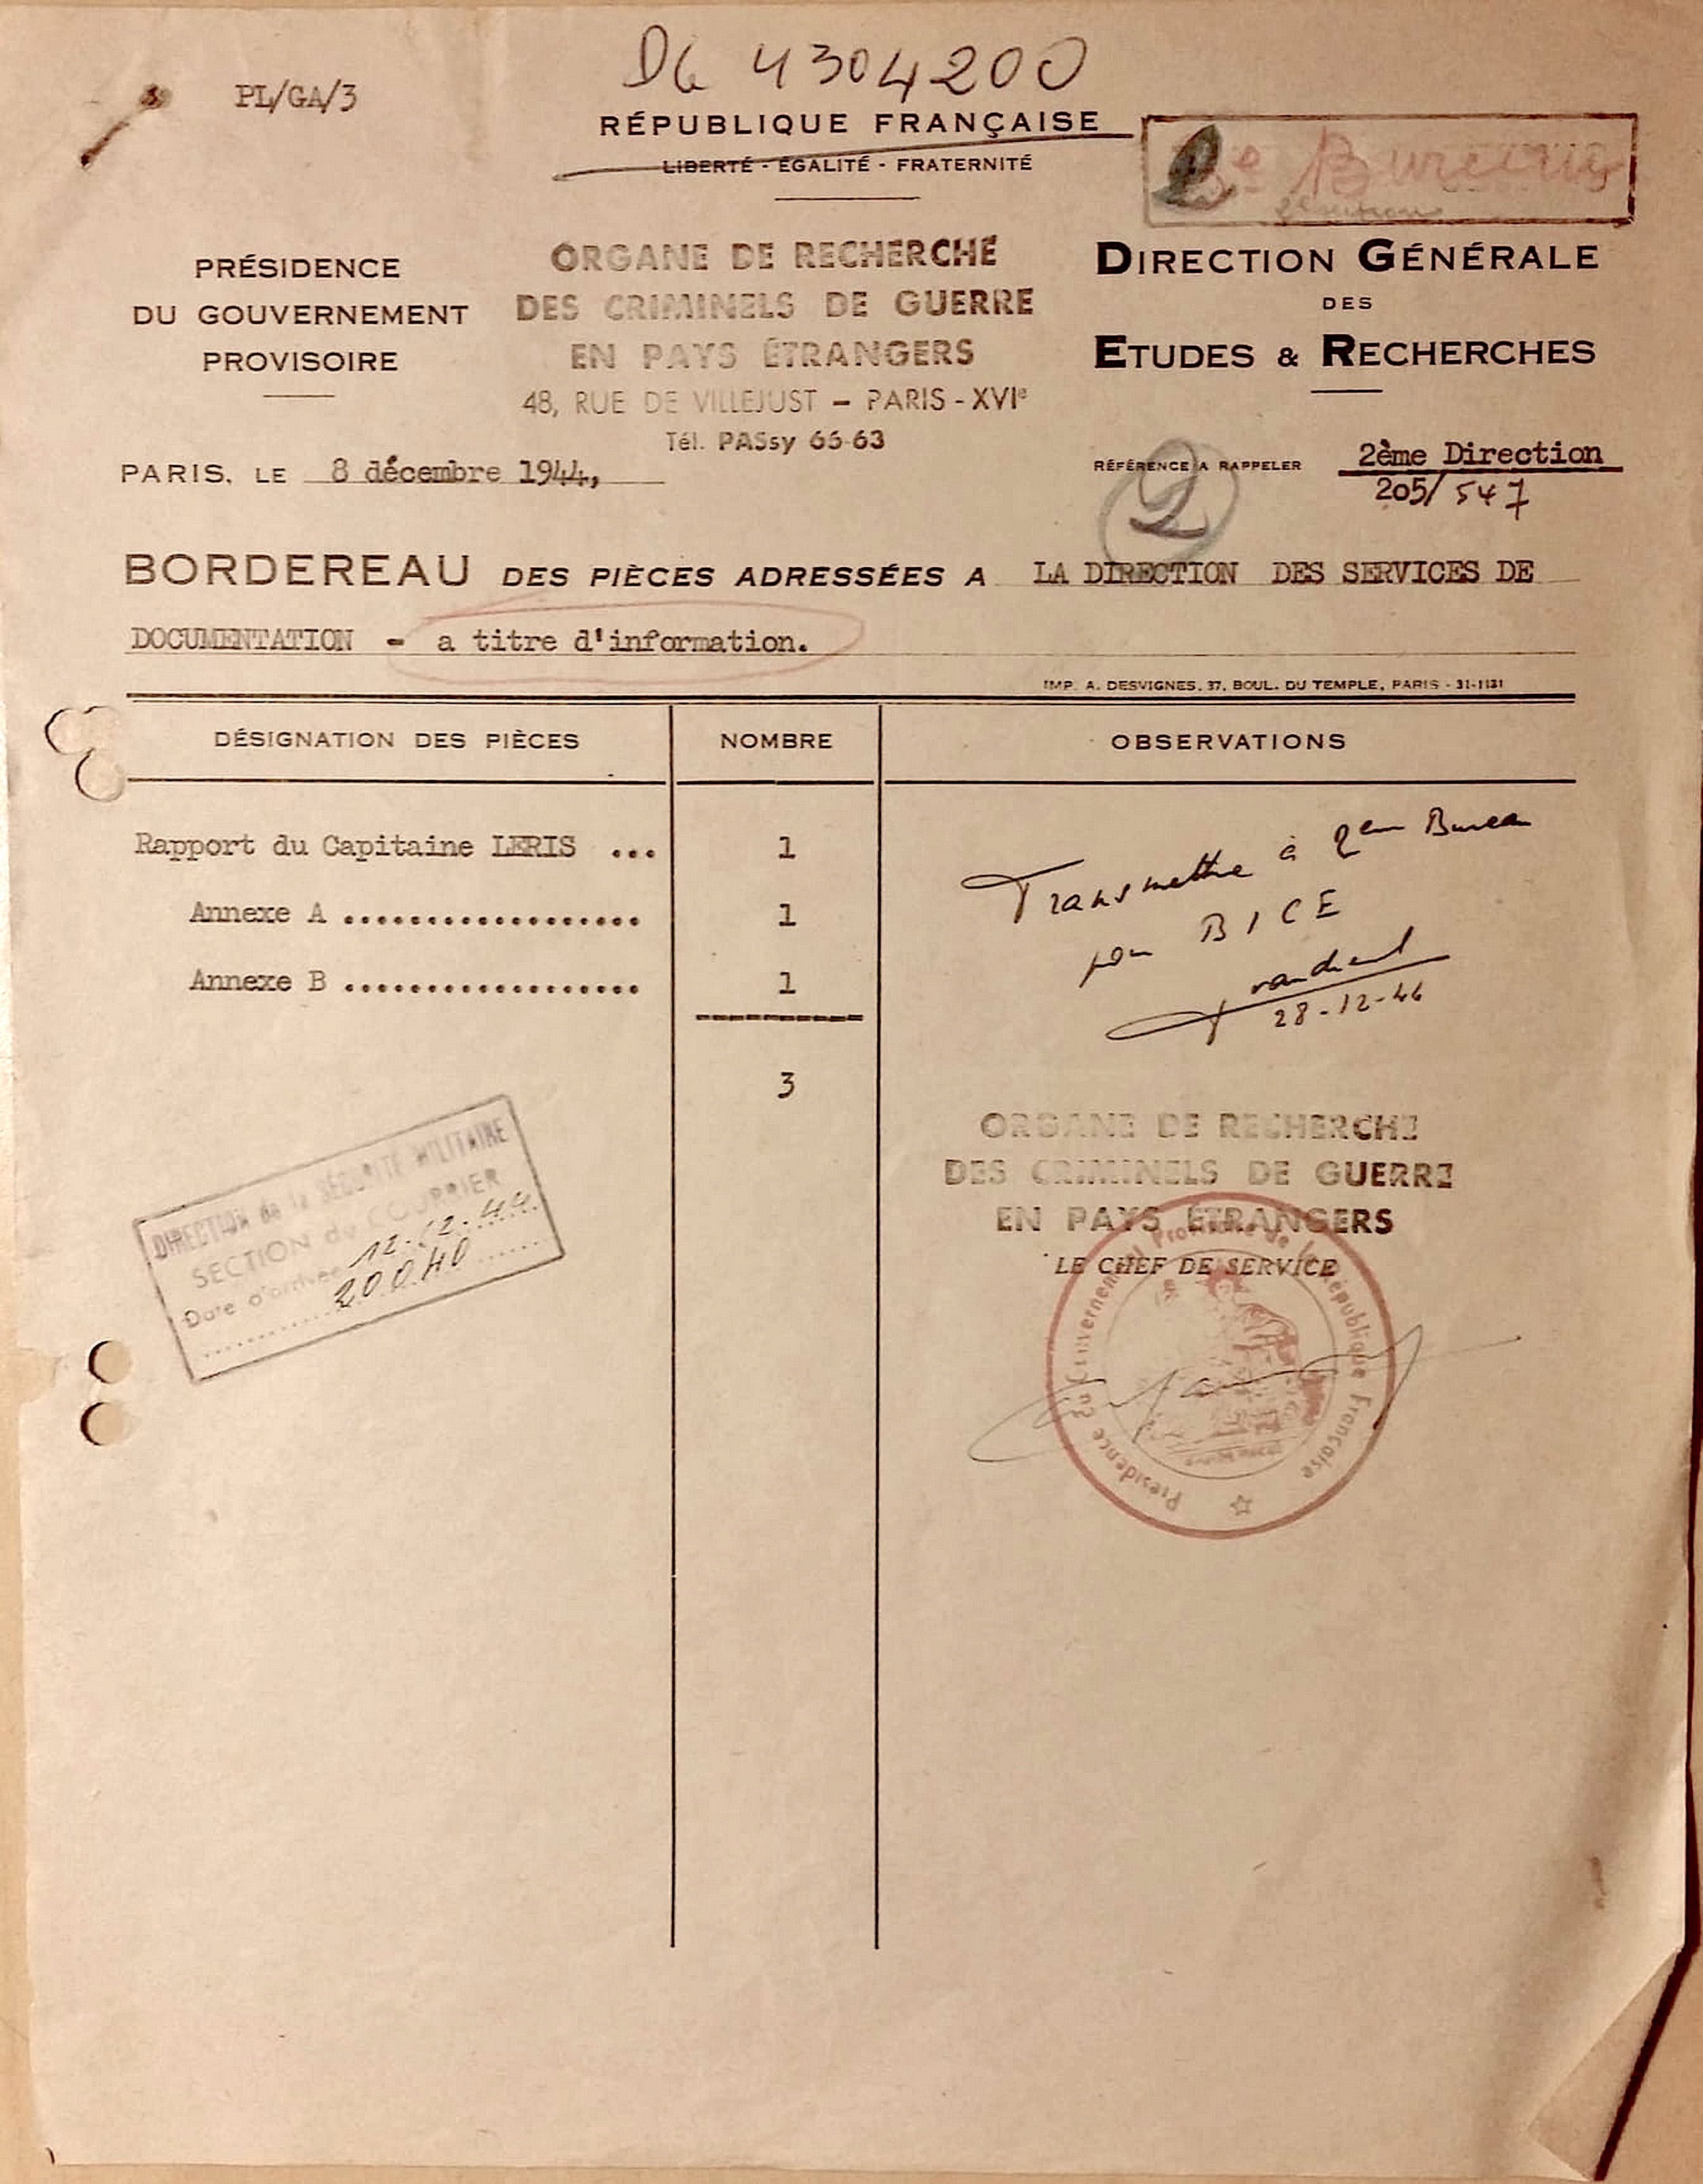 PL/GA/3
D6 4304200
RÉPUBLIQUE FRANÇAISE
LIBERTÉ - ÉGALITÉ - FRATERNITÉ
2e Bureau
PRÉSIDENCE
DU GOUVERNEMENT
PROVISOIRE
ORGANE DE RECHERCHE
DES CRIMINELS DE GUERRE
EN PAYS ÉTRANGERS
48, RUE DE VILLEJUST - PARIS - XVIe
Tél. PASsy 66-63
DIRECTION GÉNÉRALE
DES
ETUDES & RECHERCHES
PARIS, LE 8 décembre 1944,
RÉFÉRENCE A RAPPELER 2ème Direction
205/547
2
BORDEREAU DES PIÈCES ADRESSÉES A LA DIRECTION DES SERVICES DE
DOCUMENTATION - a titre d'information.
IMP. A. DESVIGNES, 37, BOUL. DU TEMPLE, PARIS - 31-1131
DÉSIGNATION DES PIÈCES NOMBRE OBSERVATIONS
Rapport du Capitaine LERIS ... 1
Annexe A ................... 1
Annexe B ................... 1
3
Transmettre à 2em Bureau
pour BICE
28-12-44
DIRECTION de la SÉCURITÉ MILITAIRE
SECTION du COURRIER
Date d'arrivée 12-12-44
20040
ORGANE DE RECHERCHE
DES CRIMINELS DE GUERRE
EN PAYS ÉTRANGERS
LE CHEF DE SERVICE
Présidence du Gouvernement Provisoire de la République Française